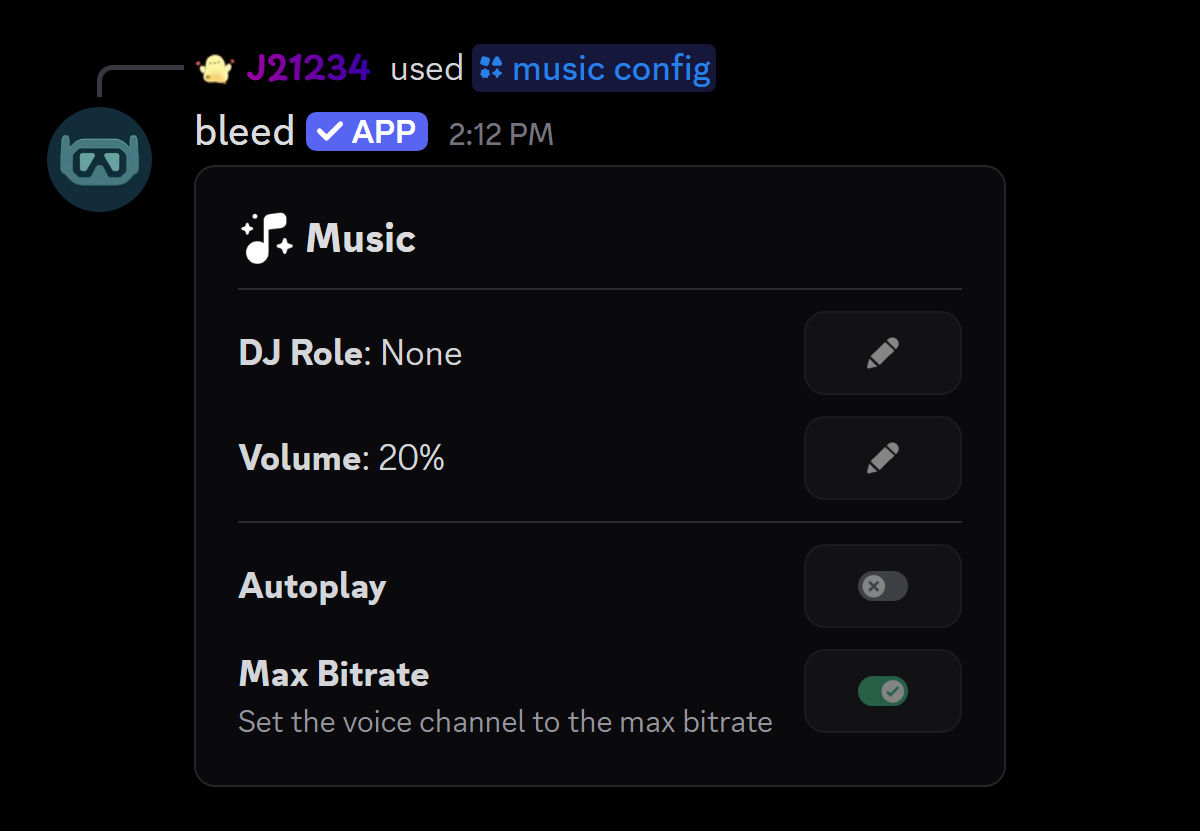 J21234 used music config
bleed APP 2:12 PM
Music
DJ Role: None
Volume: 20%
Autoplay
Max Bitrate
Set the voice channel to the max bitrate